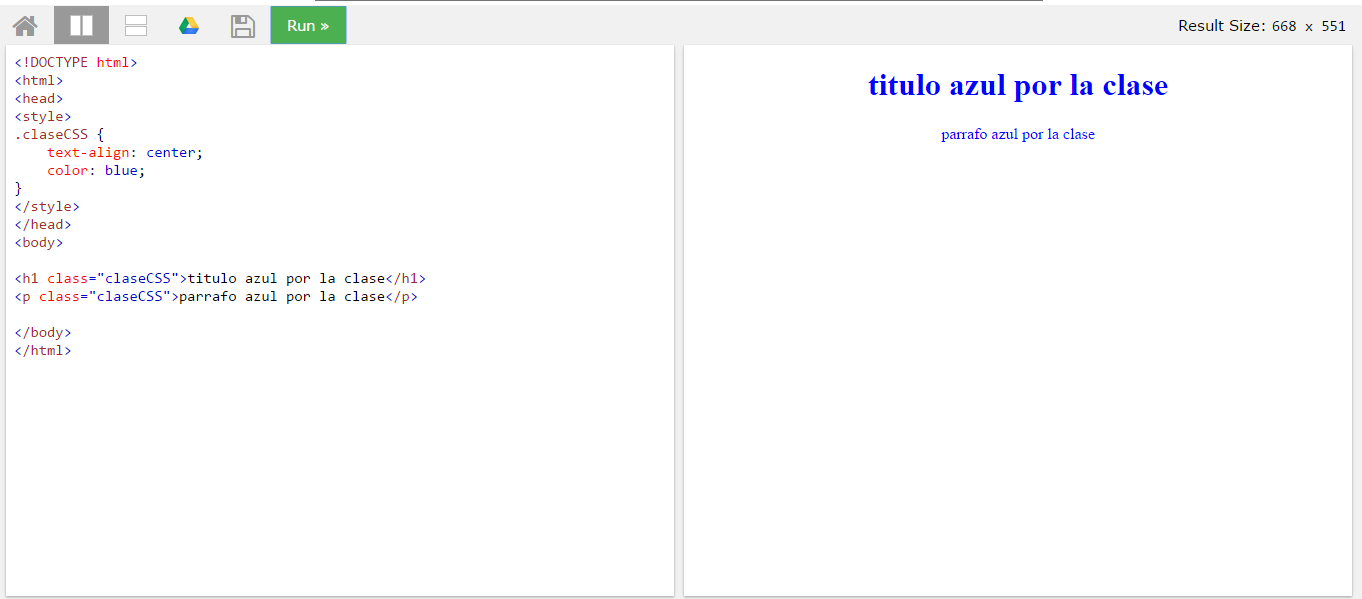 Run »
Result Size: 668 x 551
<!DOCTYPE html>
<html>
<head>
<style>
.claseCSS {
    text-align: center;
    color: blue;
}
</style>
</head>
<body>

<h1 class="claseCSS">titulo azul por la clase</h1>
<p class="claseCSS">parrafo azul por la clase</p>

</body>
</html>
titulo azul por la clase
parrafo azul por la clase